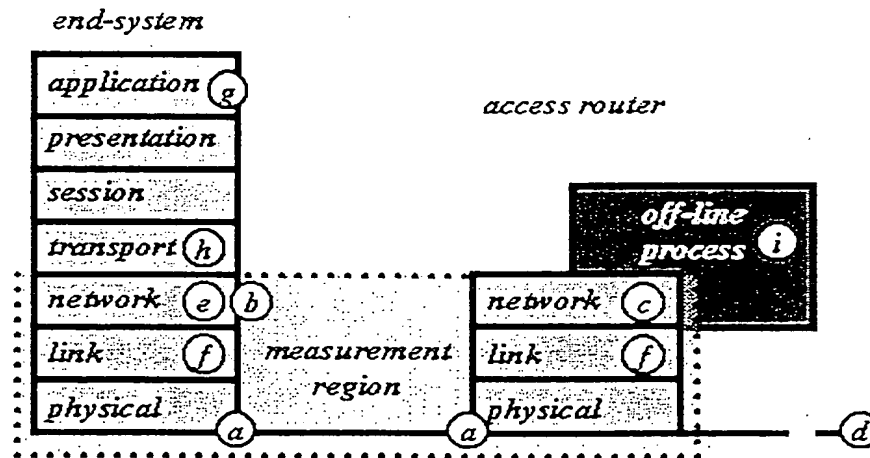 end-system
application g
presentation
session
transport h
network e b
link f
physical
a
access router
off-line
process i
measurement
region
network c
link f
physical
a
d